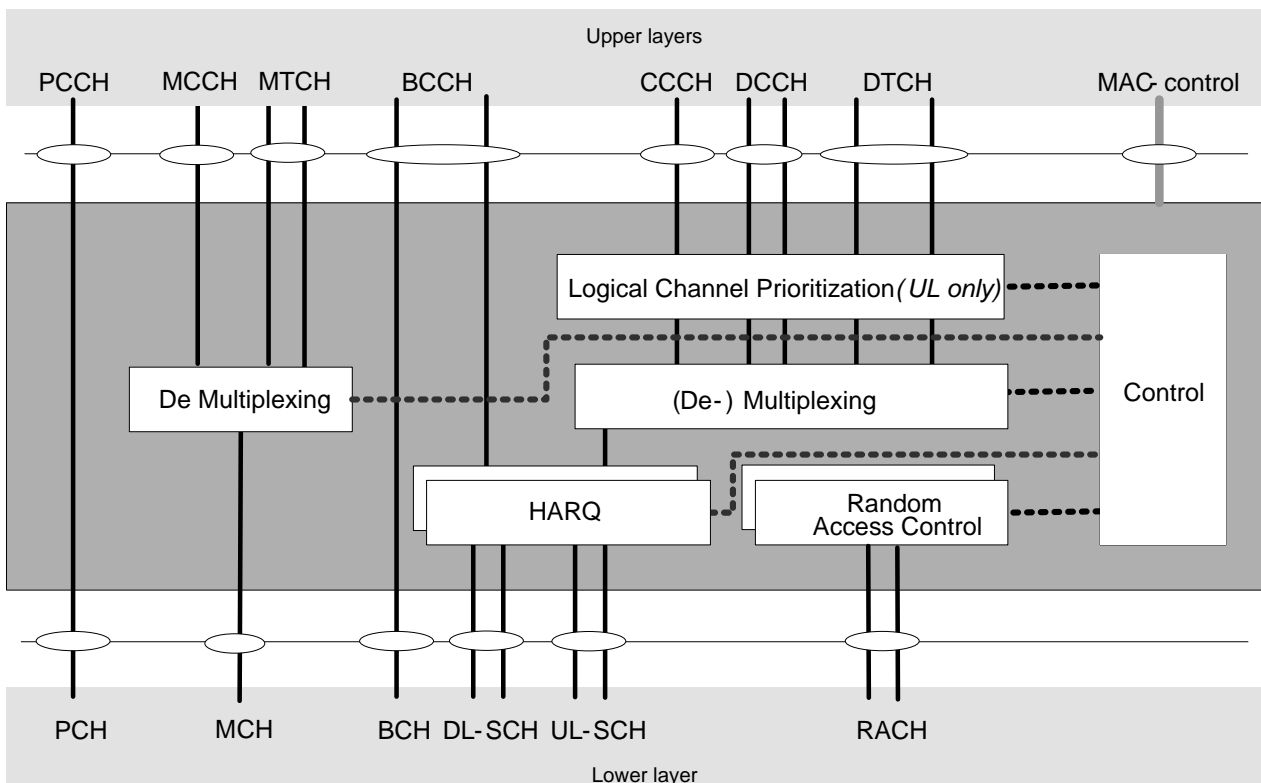 Upper layers
PCCH MCCH MTCH BCCH CCCH DCCH DTCH MAC- control
Logical Channel Prioritization (UL only)
De Multiplexing
(De-) Multiplexing
Control
HARQ
Random
Access Control
PCH MCH BCH DL-SCH UL-SCH RACH
Lower layer